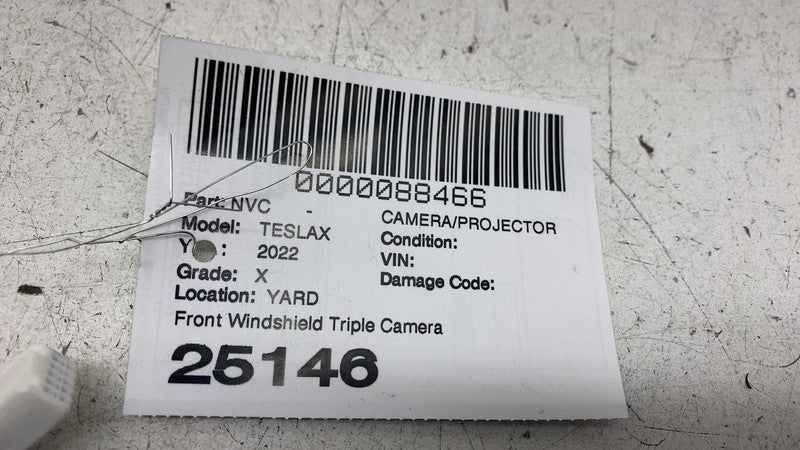 0000088466
Part: NVC - CAMERA/PROJECTOR
Model: TESLAX Condition:
Y : 2022 VIN:
Grade: X Damage Code:
Location: YARD
Front Windshield Triple Camera
25146